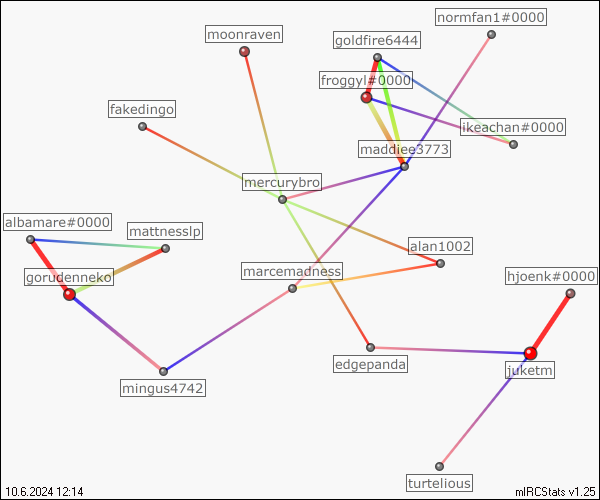 normfan1#0000
moonraven
goldfire6444
froggyl#0000
fakedingo
ikeachan#0000
maddiee3773
mercurybro
albamare#0000
mattnesslp
alan1002
gorudenneko
marcemadness
hjoenk#0000
edgepanda
juketm
mingus4742
turtelious
10.6.2024 12:14
mIRCStats v1.25